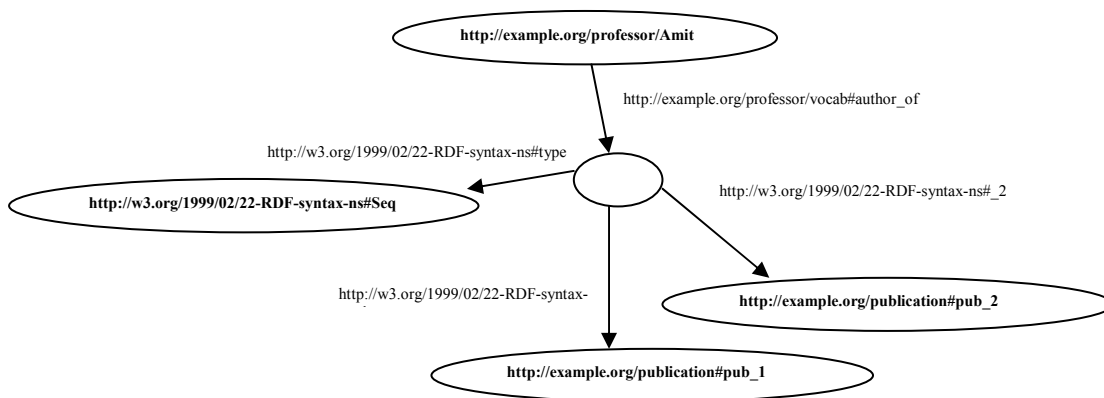 http://example.org/professor/Amit
http://example.org/professor/vocab#author_of
http://w3.org/1999/02/22-RDF-syntax-ns#type
http://w3.org/1999/02/22-RDF-syntax-ns#_2
http://w3.org/1999/02/22-RDF-syntax-ns#Seq
http://w3.org/1999/02/22-RDF-syntax-
http://example.org/publication#pub_2
http://example.org/publication#pub_1